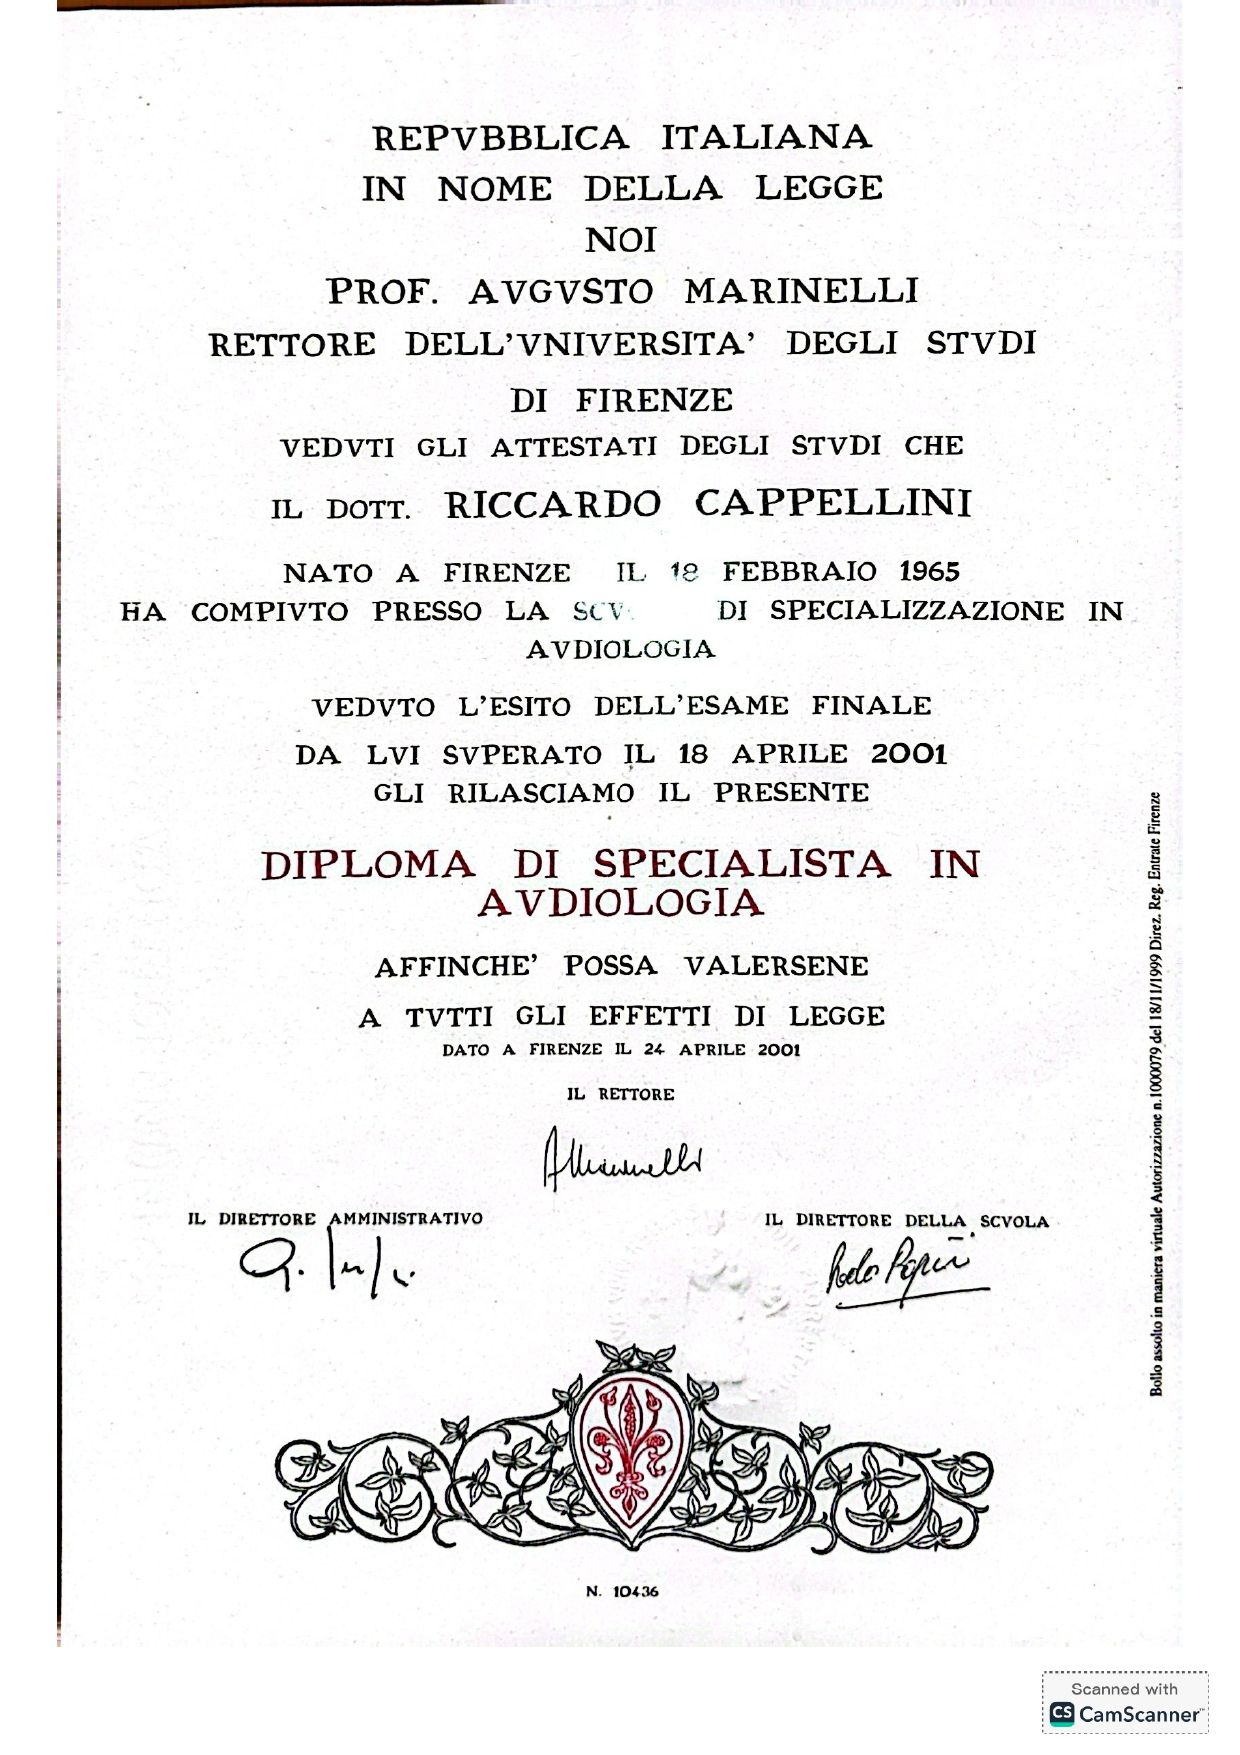 REPVBBLICA ITALIANA
IN NOME DELLA LEGGE
NOI
PROF. AVGVSTO MARINELLI
RETTORE DELL'VNIVERSITA' DEGLI STVDI
DI FIRENZE
VEDVTI GLI ATTESTATI DEGLI STVDI CHE
IL DOTT. RICCARDO CAPPELLINI
NATO A FIRENZE IL 18 FEBBRAIO 1965
HA COMPIVTO PRESSO LA SCV DI SPECIALIZZAZIONE IN
AVDIOLOGIA
VEDVTO L'ESITO DELL'ESAME FINALE
DA LVI SVPERATO IL 18 APRILE 2001
GLI RILASCIAMO IL PRESENTE
DIPLOMA DI SPECIALISTA IN
AVDIOLOGIA
AFFINCHE' POSSA VALERSENE
A TVTTI GLI EFFETTI DI LEGGE
DATO A FIRENZE IL 24 APRILE 2001
IL RETTORE
AMarinelli
IL DIRETTORE AMMINISTRATIVO
IL DIRETTORE DELLA SCVOLA
N. 10436
Bollo assolto in maniera virtuale Autorizzazione n.1000079 del 18/11/1999 Direz. Reg. Entrate Firenze
Scanned with
CS CamScanner